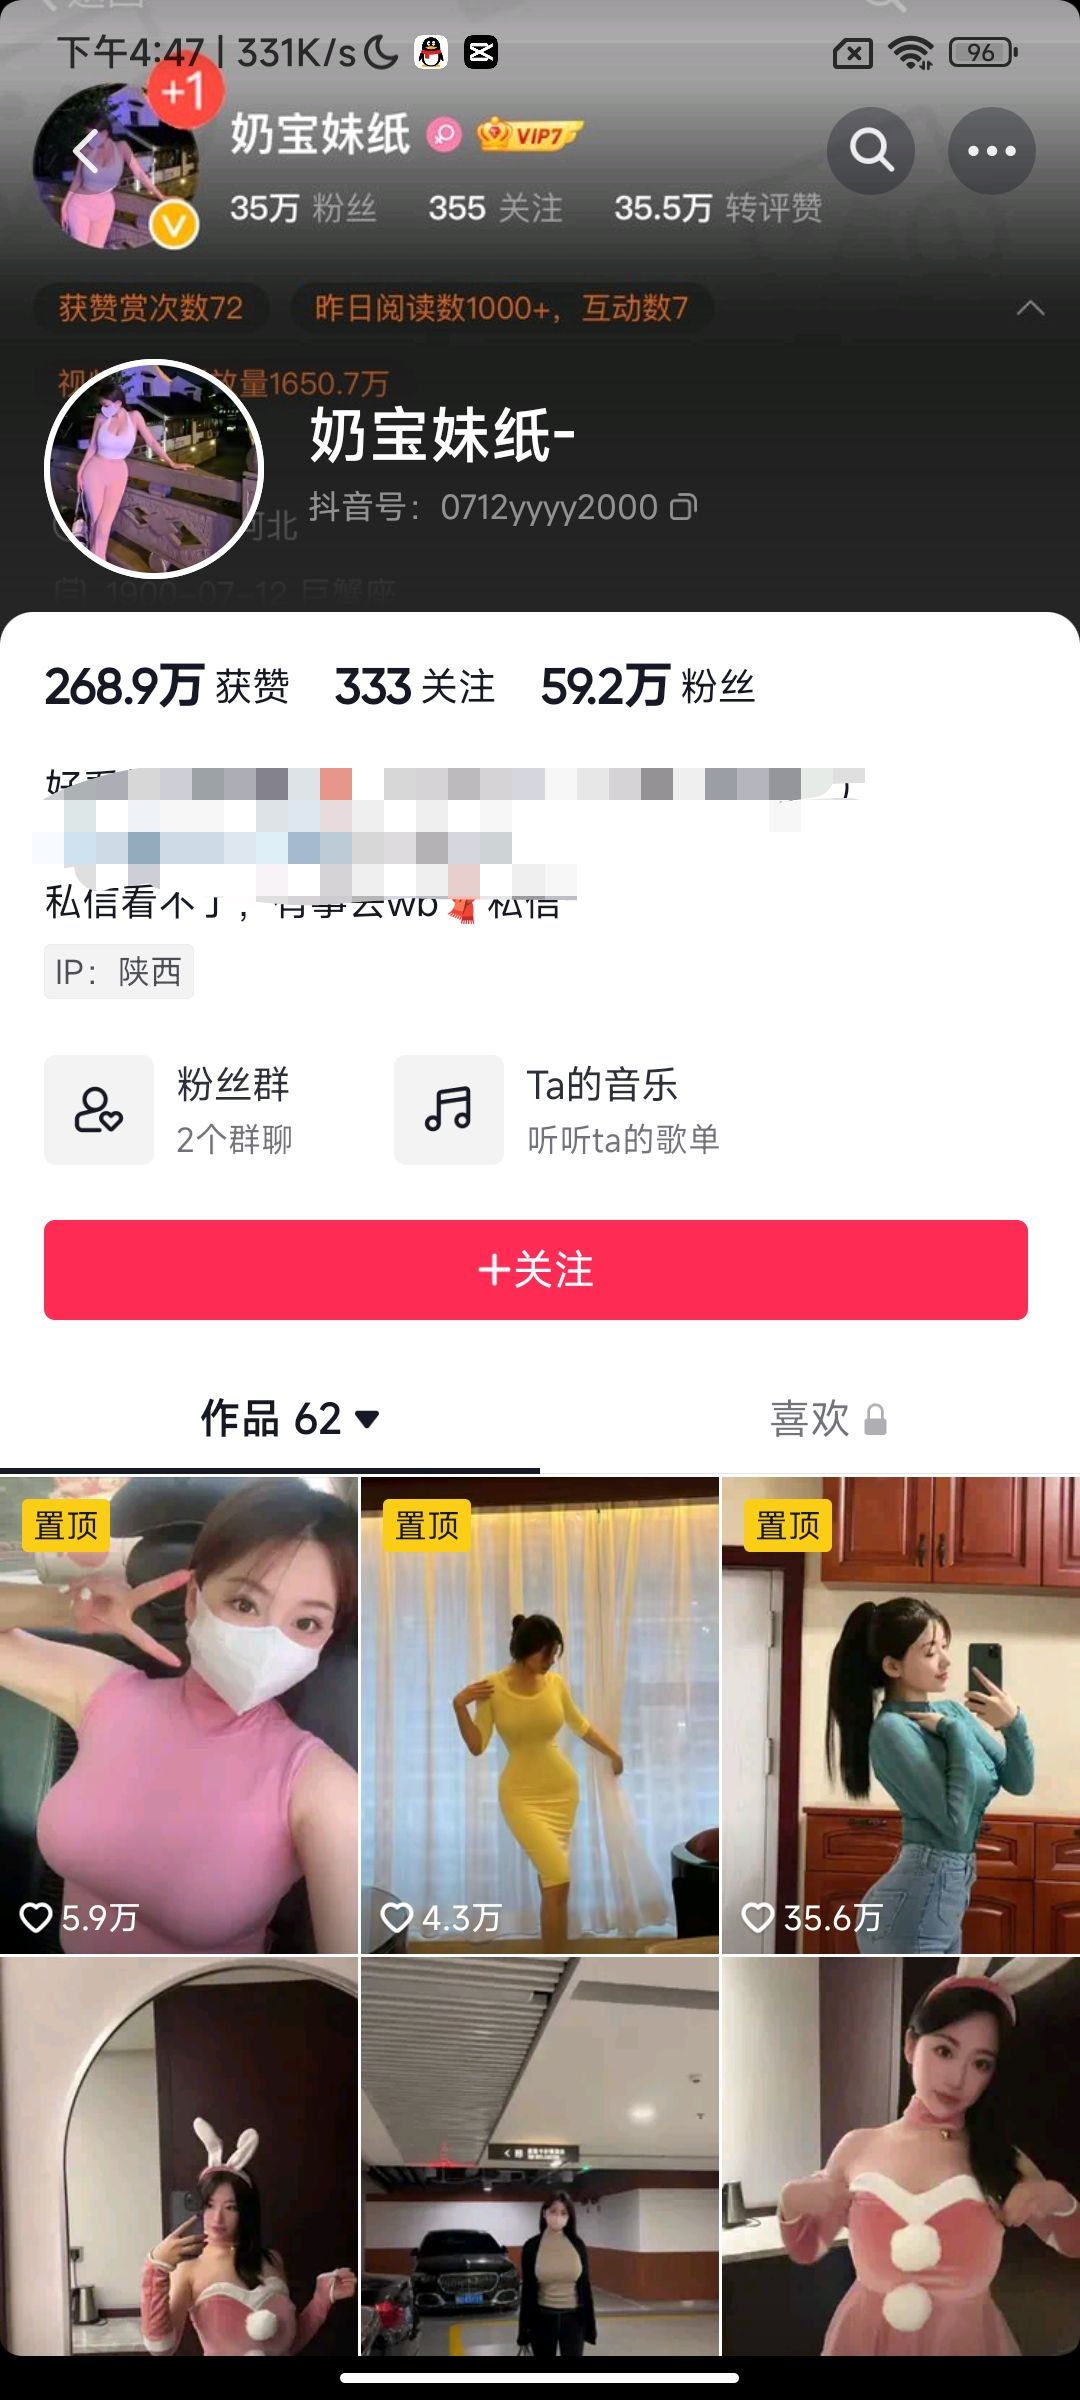 下午4:47 | 331K/s
96
+1
奶宝妹纸 VIP7
35万 粉丝 355 关注 35.5万 转评赞
获赞赏次数72 昨日阅读数1000+，互动数7
视 放量1650.7万
奶宝妹纸-
抖音号：0712yyyy2000
河北
1900-07-12 巨蟹座
268.9万 获赞 333 关注 59.2万 粉丝
好看
私信看不了，有事去wb 私信
IP：陕西
粉丝群 Ta的音乐
2个群聊 听听ta的歌单
+关注
作品 62 喜欢
置顶 置顶 置顶
5.9万 4.3万 35.6万